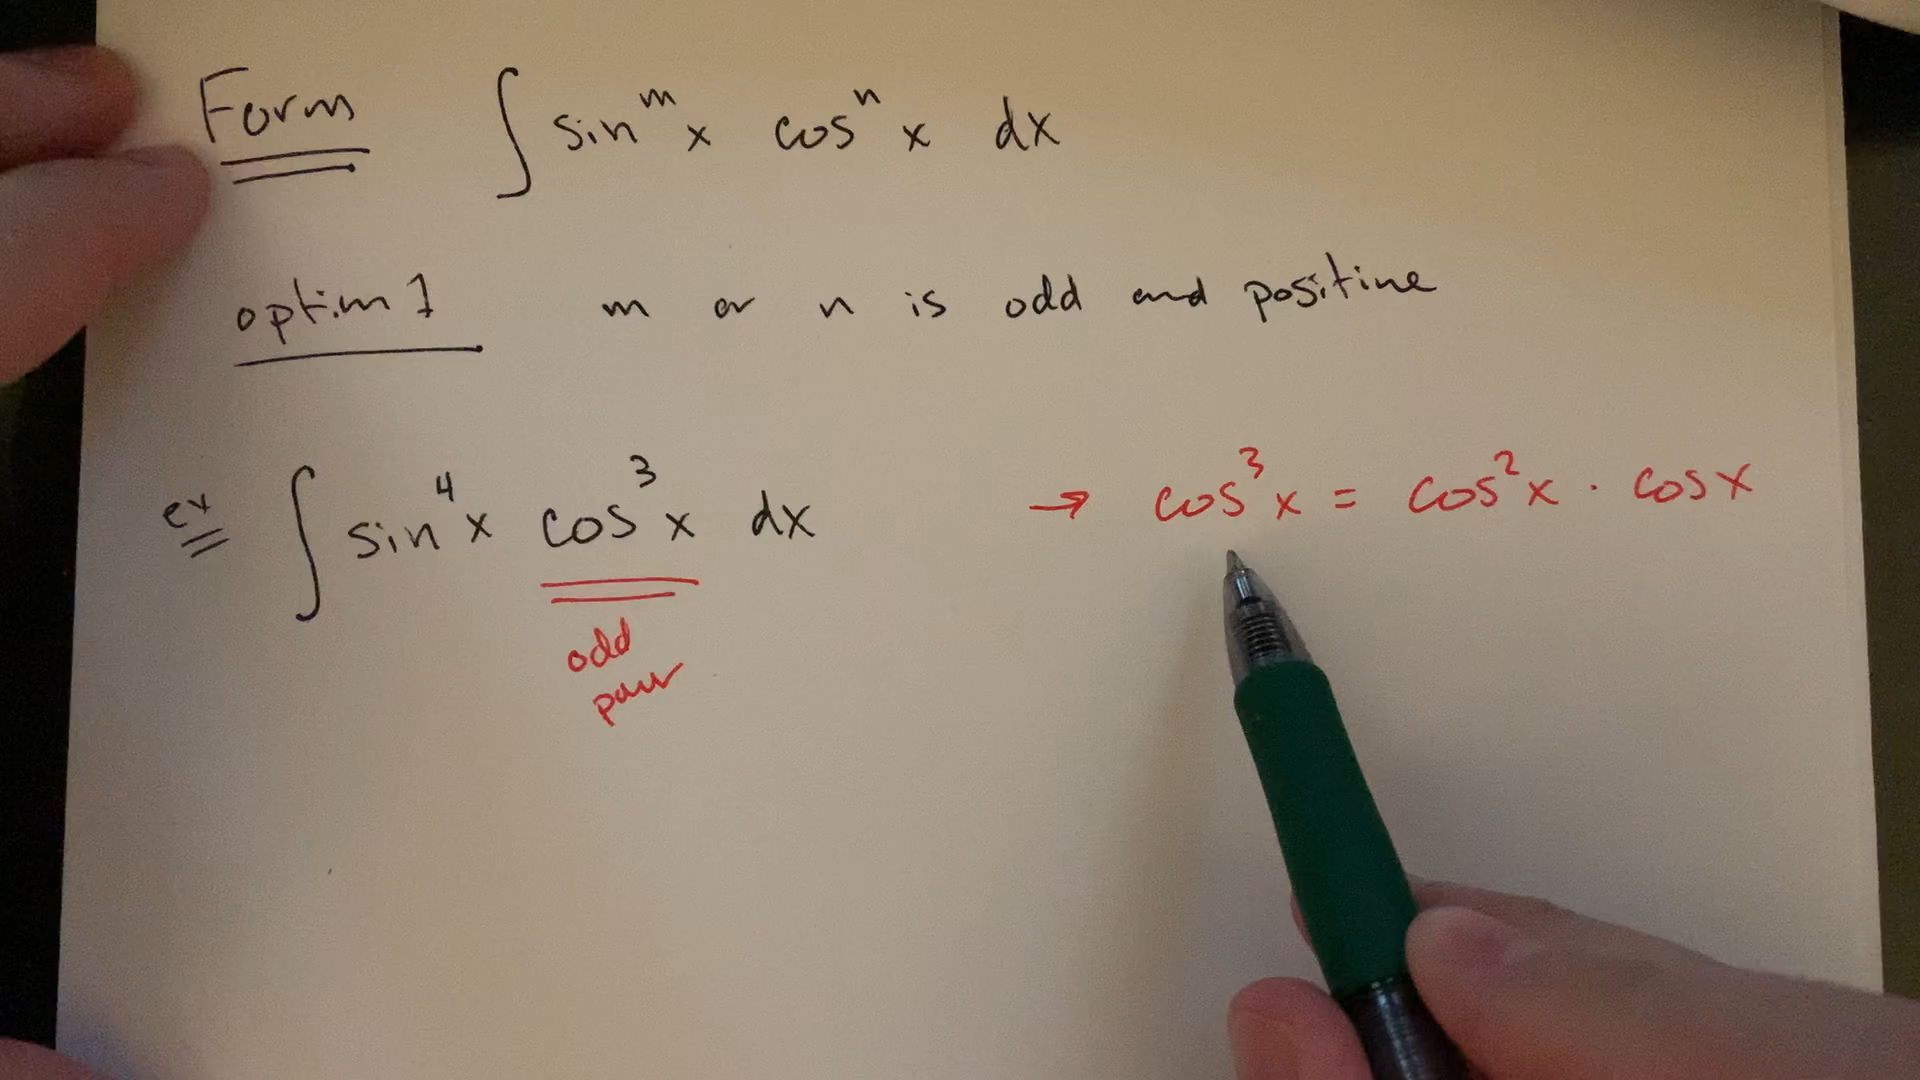 Form ∫ sin^m x cos^n x dx
option 1 m or n is odd and positive
ex ∫ sin^4 x cos^3 x dx → cos^3 x = cos^2 x · cos x
odd
power